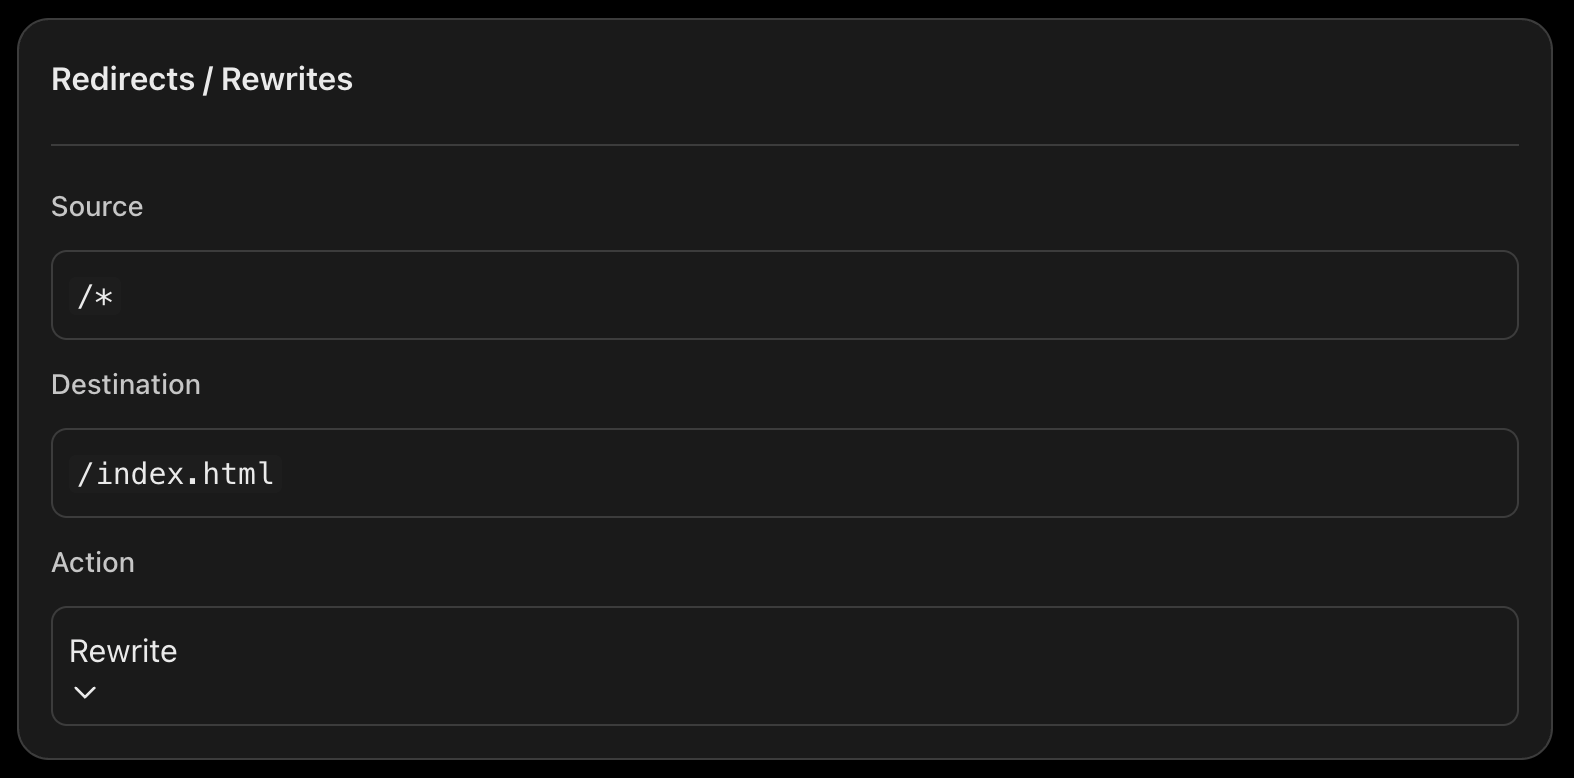 Redirects / Rewrites
Source
/*
Destination
/index.html
Action
Rewrite